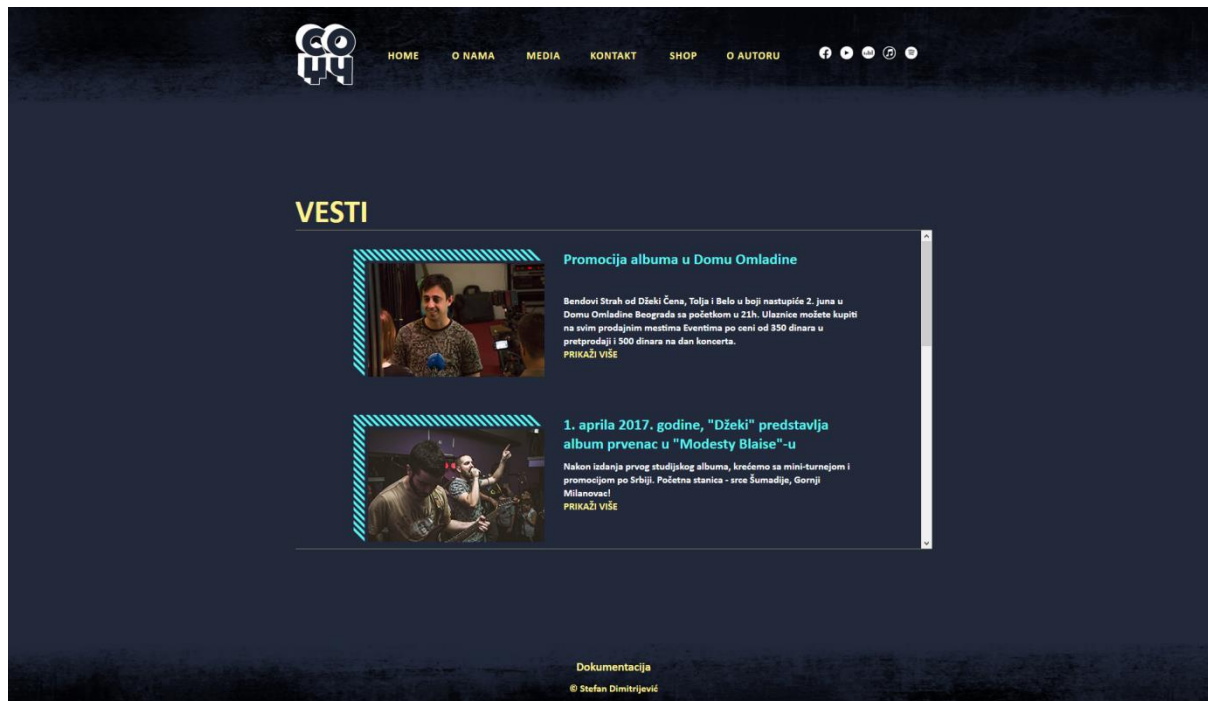 CO
YY
HOME O NAMA MEDIA KONTAKT SHOP O AUTORU
VESTI
Promocija albuma u Domu Omladine
Bendovi Strah od Džeki Čena, Tolja i Belo u boji nastupiće 2. juna u
Domu Omladine Beograda sa početkom u 21h. Ulaznice možete kupiti
na svim prodajnim mestima Eventima po ceni od 350 dinara u
pretprodaji i 500 dinara na dan koncerta.
PRIKAŽI VIŠE
1. aprila 2017. godine, "Džeki" predstavlja
album prvenac u "Modesty Blaise"-u
Nakon izdanja prvog studijskog albuma, krećemo sa mini-turnejom i
promocijom po Srbiji. Početna stanica - srce Šumadije, Gornji
Milanovac!
PRIKAŽI VIŠE
Dokumentacija
© Stefan Dimitrijević